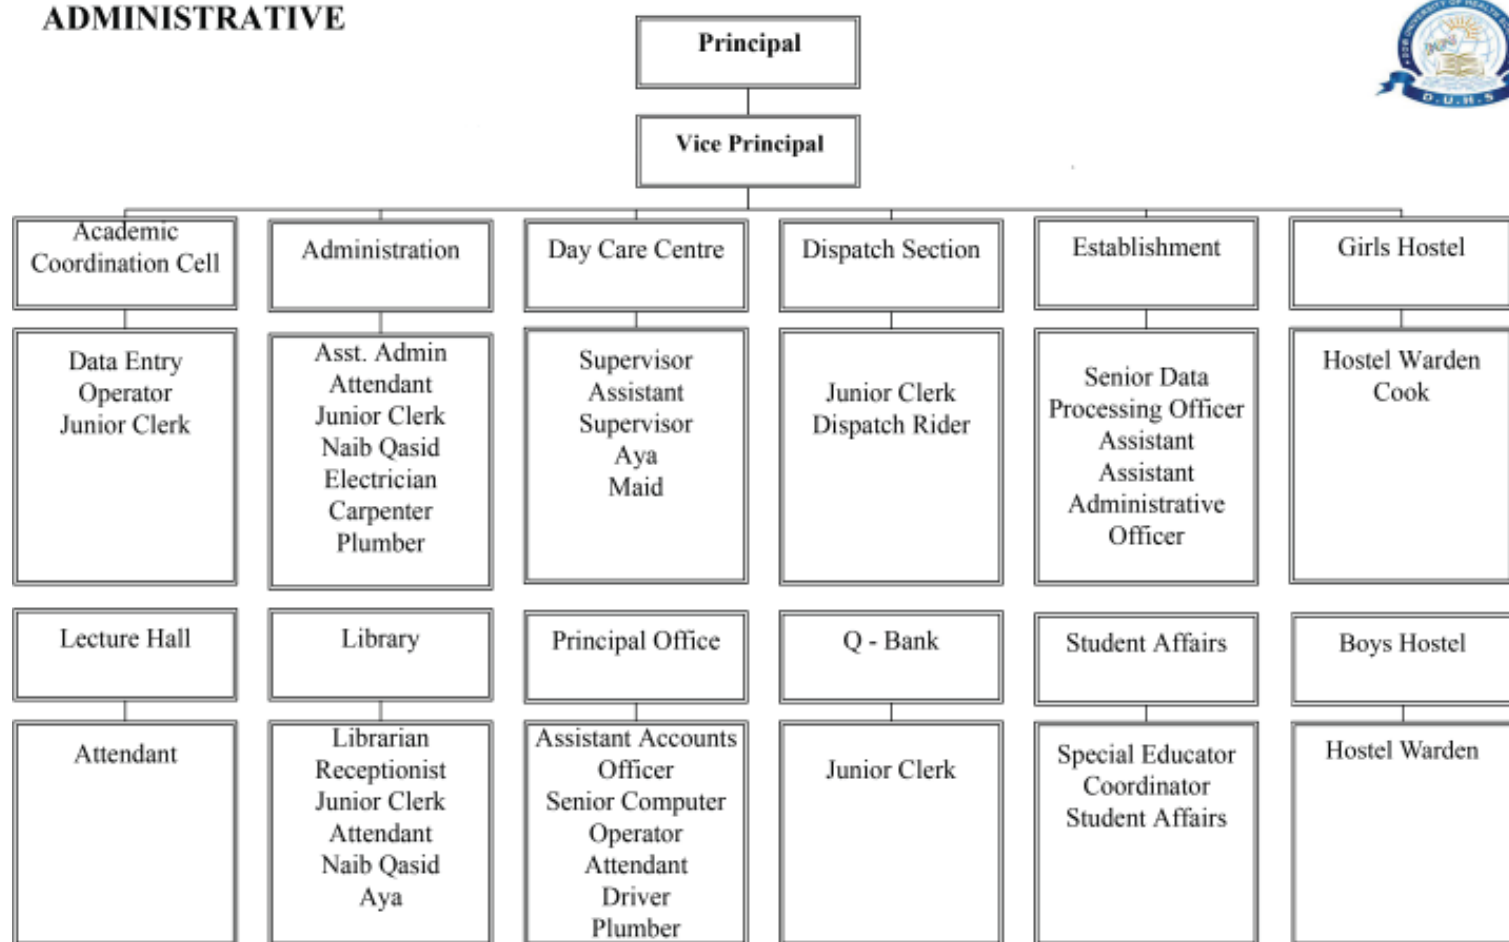 ADMINISTRATIVE
Principal
Vice Principal
Academic
Coordination Cell
Administration
Day Care Centre
Dispatch Section
Establishment
Girls Hostel
Data Entry
Operator
Junior Clerk
Asst. Admin
Attendant
Junior Clerk
Naib Qasid
Electrician
Carpenter
Plumber
Supervisor
Assistant
Supervisor
Aya
Maid
Junior Clerk
Dispatch Rider
Senior Data
Processing Officer
Assistant
Assistant
Administrative
Officer
Hostel Warden
Cook
Lecture Hall
Library
Principal Office
Q - Bank
Student Affairs
Boys Hostel
Attendant
Librarian
Receptionist
Junior Clerk
Attendant
Naib Qasid
Aya
Assistant Accounts
Officer
Senior Computer
Operator
Attendant
Driver
Plumber
Junior Clerk
Special Educator
Coordinator
Student Affairs
Hostel Warden
D.U.H.S